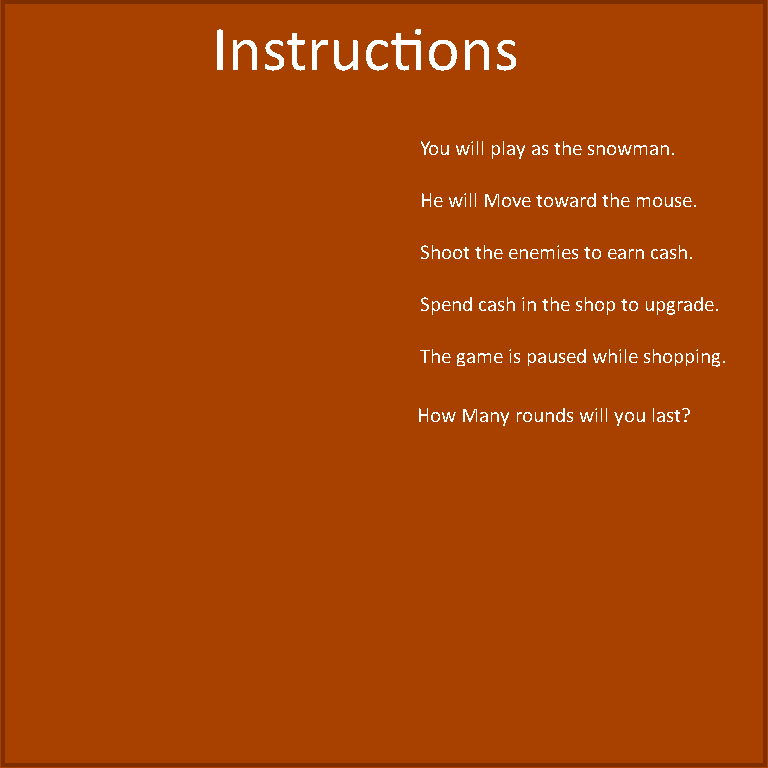 Instructions
You will play as the snowman.
He will Move toward the mouse.
Shoot the enemies to earn cash.
Spend cash in the shop to upgrade.
The game is paused while shopping.
How Many rounds will you last?